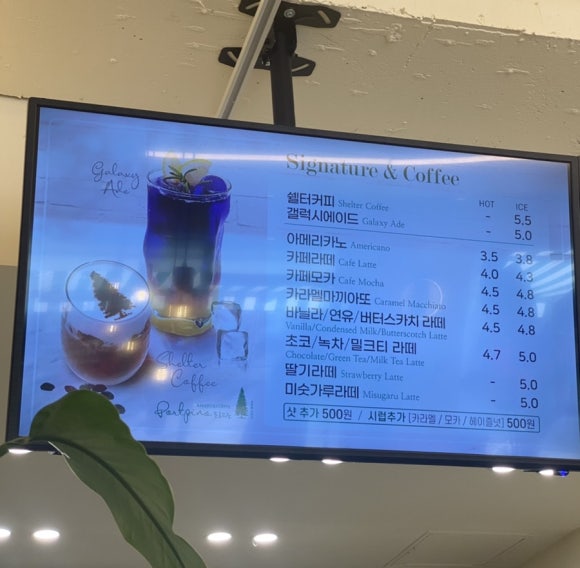 Galaxy
Ade
Shelter
Coffee
Signature & Coffee
HOT ICE
쉘터커피 Shelter Coffee - 5.5
갤럭시에이드 Galaxy Ade - 5.0
아메리카노 Americano 3.5 3.8
카페라떼 Cafe Latte 4.0 4.3
카페모카 Cafe Mocha 4.5 4.8
카라멜마끼아또 Caramel Macchiato 4.5 4.8
바닐라/연유/버터스카치 라떼 4.5 4.8
Vanilla/Condensed Milk/Butterscotch Latte
초코/녹차/밀크티 라떼 4.7 5.0
Chocolate/Green Tea/Milk Tea Latte
딸기라떼 Strawberry Latte - 5.0
미숫가루라떼 Misugaru Latte - 5.0
샷 추가 500원 / 시럽추가 [카라멜 / 모카 / 헤이즐넛] 500원